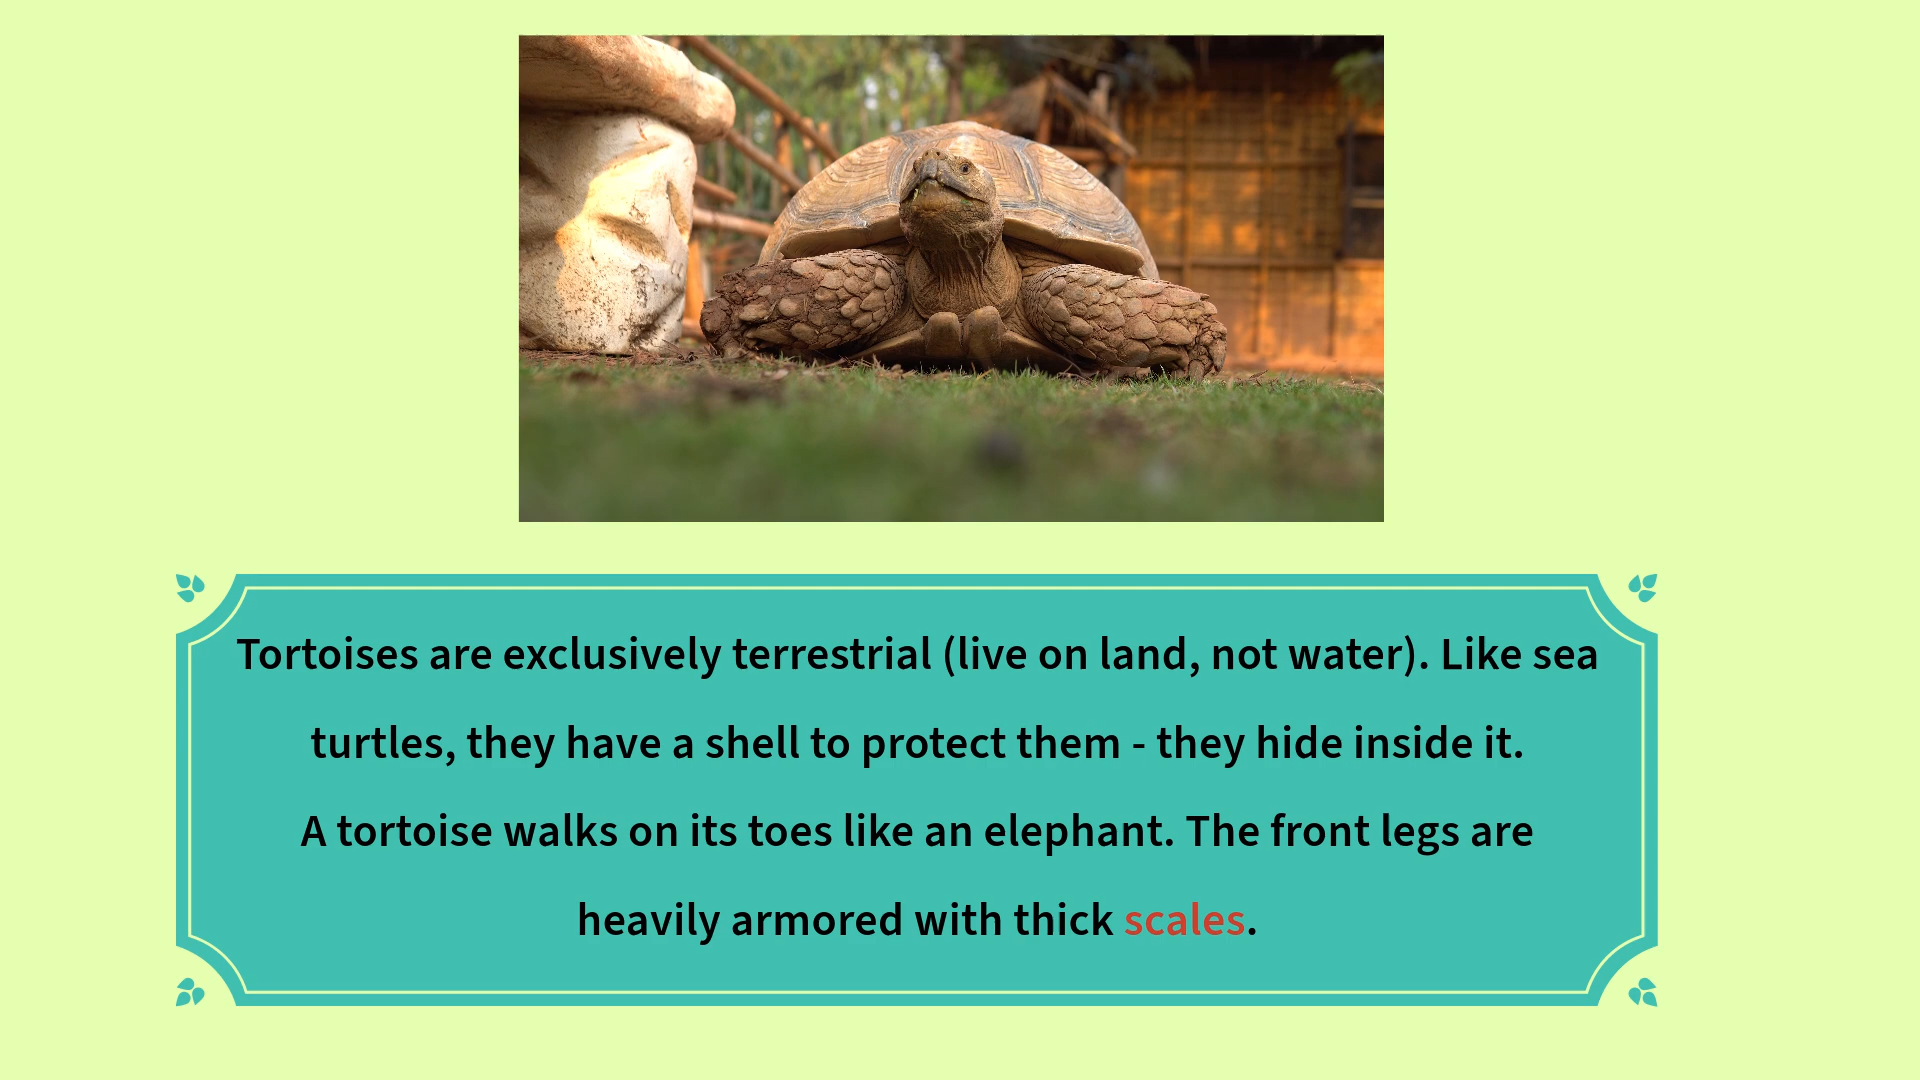 Tortoises are exclusively terrestrial (live on land, not water). Like sea
turtles, they have a shell to protect them - they hide inside it.
A tortoise walks on its toes like an elephant. The front legs are
heavily armored with thick scales.